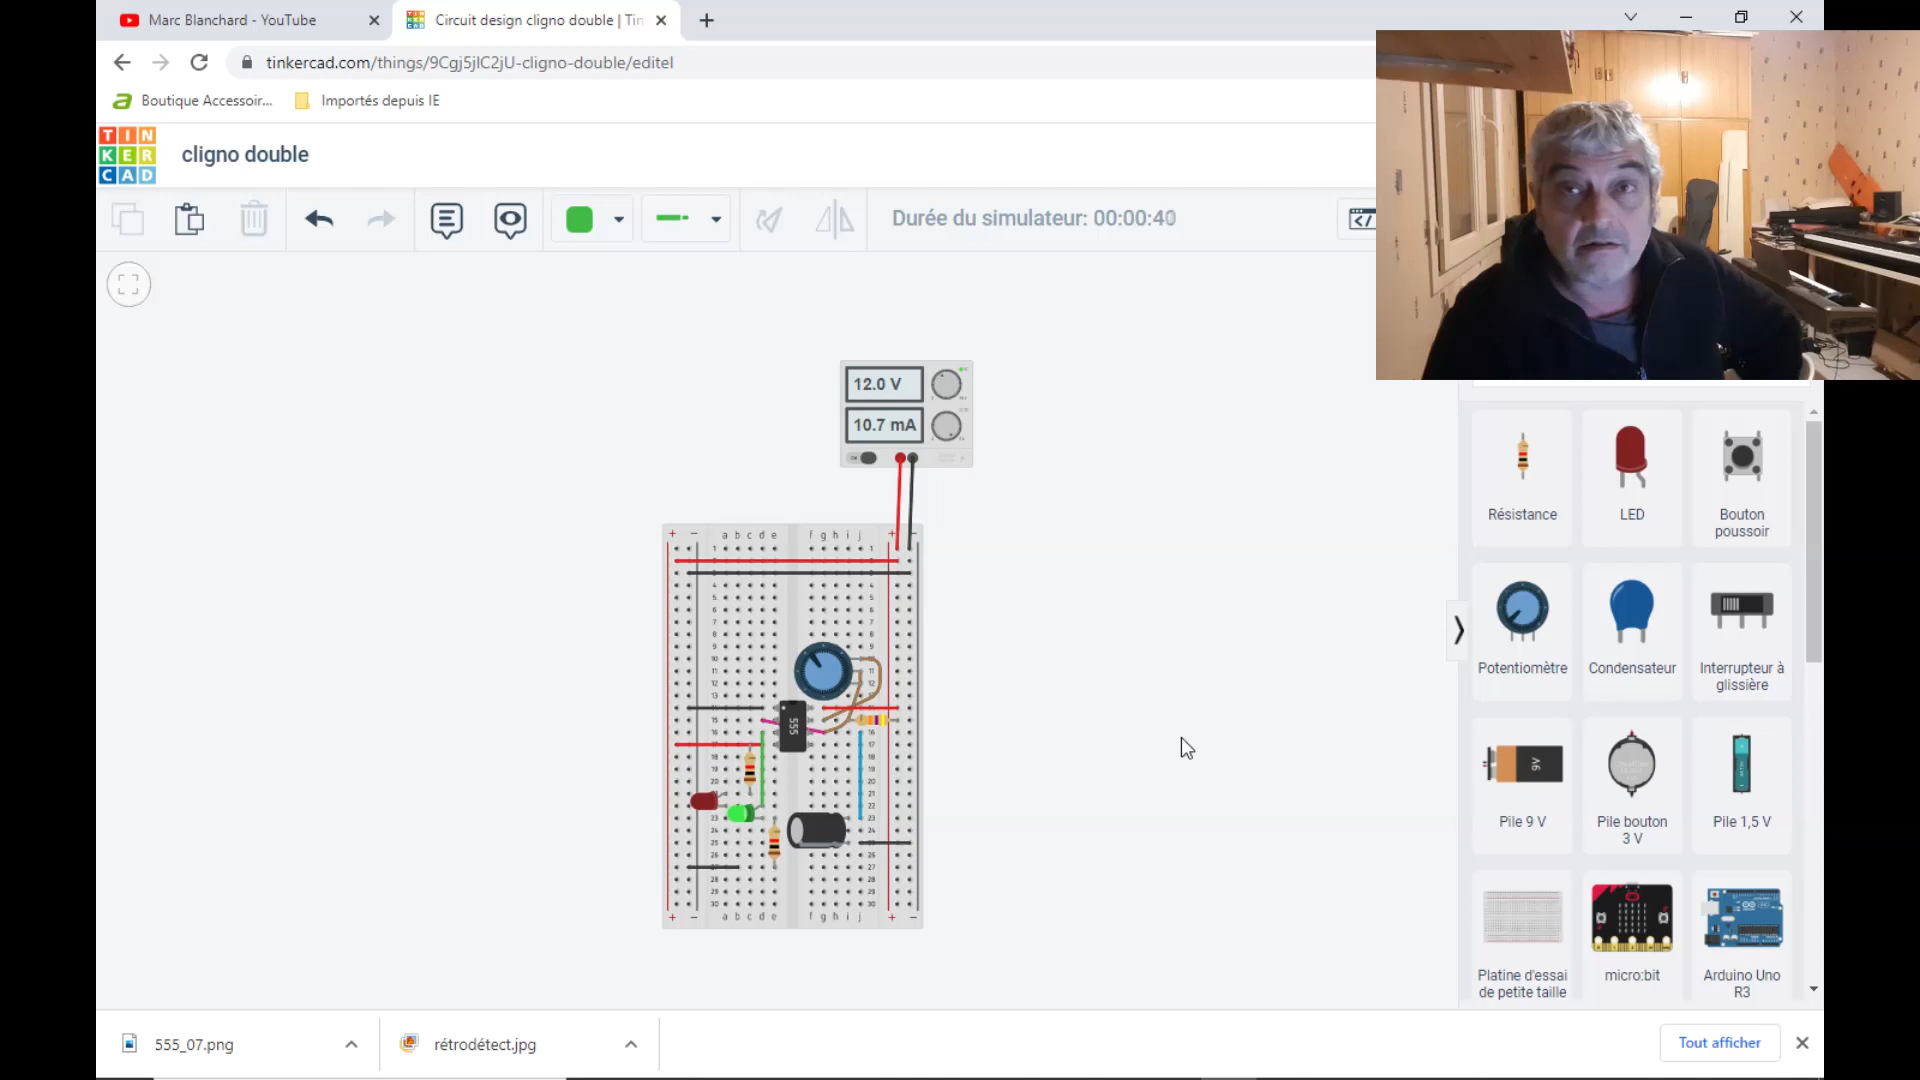 Marc Blanchard - YouTube
Circuit design cligno double | Tin
tinkercad.com/things/9Cgj5jlC2jU-cligno-double/editel
Boutique Accessoir...
Importés depuis IE
TIN
KER
CAD
cligno double
Durée du simulateur: 00:00:40
12.0 V
10.7 mA
555
Résistance
LED
Bouton
poussoir
Potentiomètre
Condensateur
Interrupteur à
glissière
9V
Pile 9 V
Pile bouton
3 V
Pile 1,5 V
Platine d'essai
de petite taille
micro:bit
Arduino Uno
R3
555_07.png
rétrodétect.jpg
Tout afficher